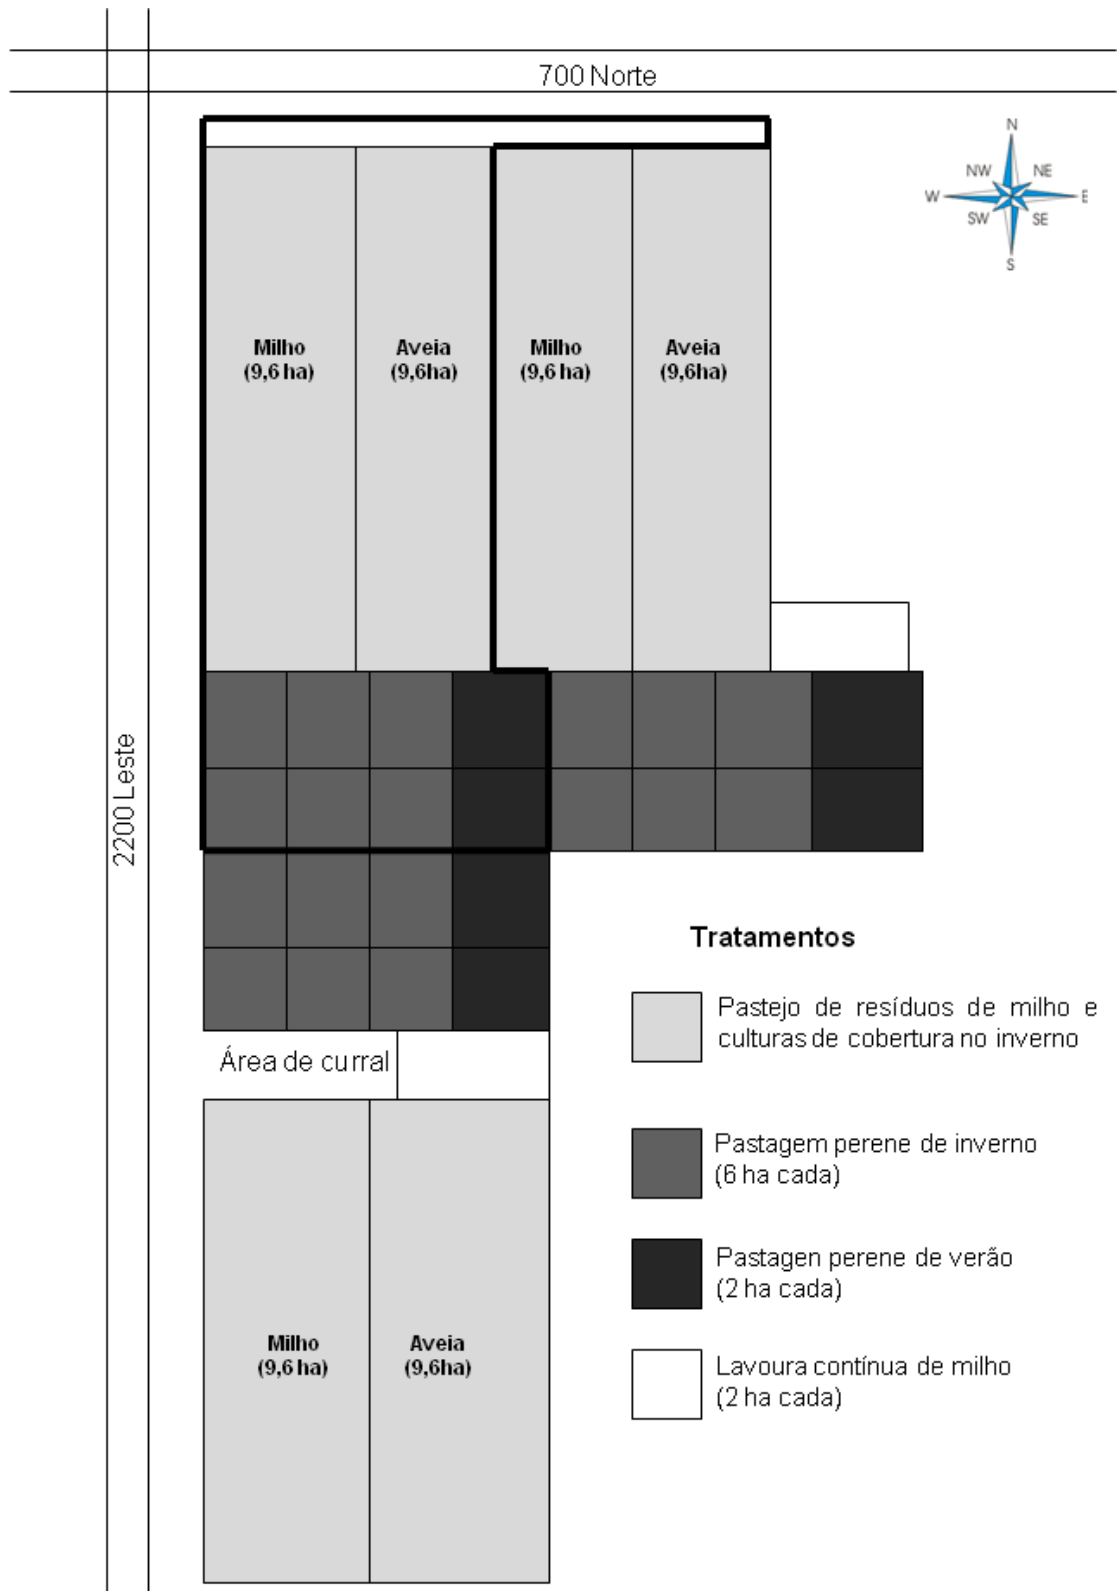 700 Norte
N
NW NE
W E
SW SE
S
Milho
(9,6 ha)
Aveia
(9,6ha)
Milho
(9,6 ha)
Aveia
(9,6ha)
2200 Leste
Tratamentos
Pastejo de resíduos de milho e
culturas de cobertura no inverno
Área de curral
Pastagem perene de inverno
(6 ha cada)
Pastagen perene de verão
(2 ha cada)
Milho
(9,6 ha)
Aveia
(9,6ha)
Lavoura contínua de milho
(2 ha cada)